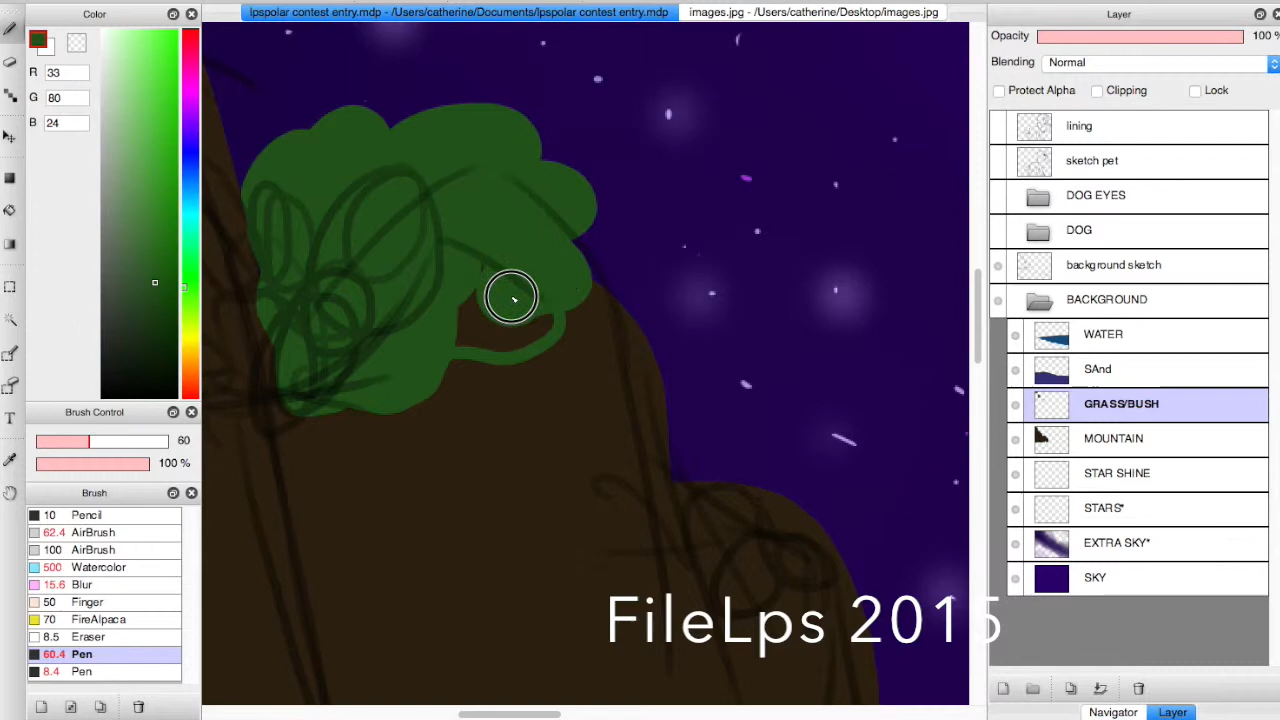 lpspolar contest entry.mdp - /Users/catherine/Documents/lpspolar contest entry.mdp
images.jpg - /Users/catherine/Desktop/images.jpg
Color
R 33
G 80
B 24
Brush Control
60
100 %
Brush
10 Pencil
62.4 AirBrush
100 AirBrush
500 Watercolor
15.6 Blur
50 Finger
70 FireAlpaca
8.5 Eraser
60.4 Pen
8.4 Pen
T
Layer
Opacity 100 %
Blending Normal
Protect Alpha Clipping Lock
lining
sketch pet
DOG EYES
DOG
background sketch
BACKGROUND
WATER
SAnd
GRASS/BUSH
MOUNTAIN
STAR SHINE
STARS*
EXTRA SKY*
SKY
FileLps 2015
Navigator Layer